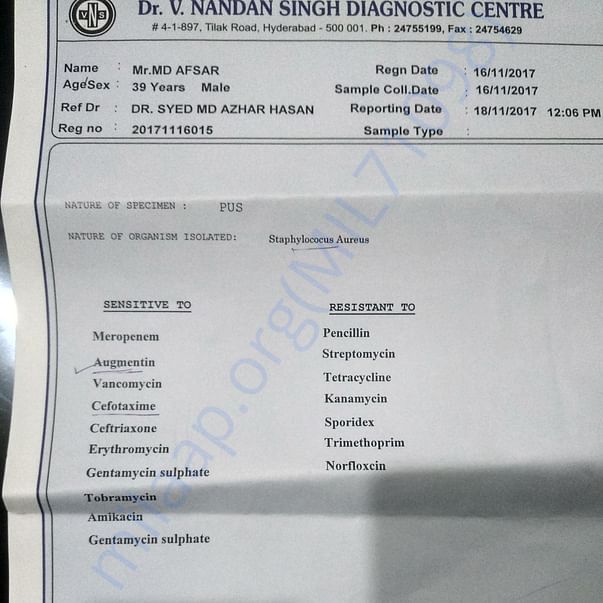 VNS
Dr. V. NANDAN SINGH DIAGNOSTIC CENTRE
# 4-1-897, Tilak Road, Hyderabad - 500 001. Ph : 24755199, Fax : 24754629
Name : Mr.MD AFSAR Regn Date : 16/11/2017
Age/Sex : 39 Years Male Sample Coll.Date : 16/11/2017
Ref Dr : DR. SYED MD AZHAR HASAN Reporting Date : 18/11/2017 12:06 PM
Reg no : 20171116015 Sample Type :
NATURE OF SPECIMEN : PUS
NATURE OF ORGANISM ISOLATED: Staphylococus Aureus
SENSITIVE TO RESISTANT TO
Meropenem Pencillin
Augmentin Streptomycin
Vancomycin Tetracycline
Cefotaxime Kanamycin
Ceftriaxone Sporidex
Erythromycin Trimethoprim
Gentamycin sulphate Norfloxcin
Tobramycin
Amikacin
Gentamycin sulphate